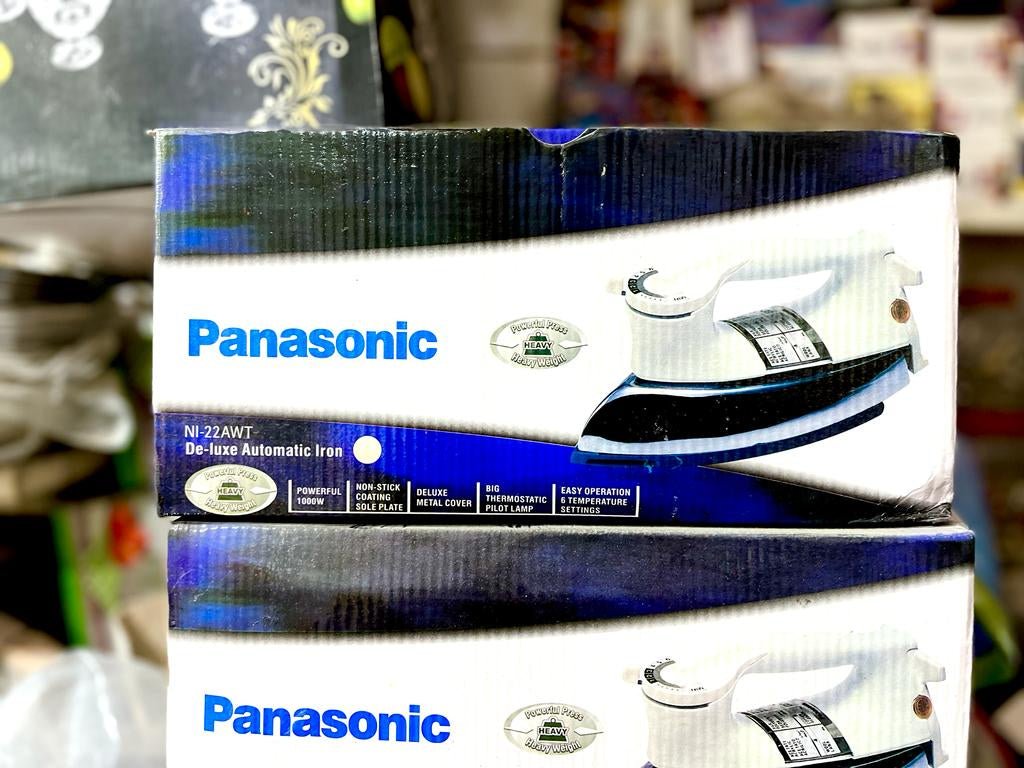 Panasonic
Powerful Press
HEAVY
Heavy Weight
NI-22AWT
De-luxe Automatic Iron
Powerful Press
HEAVY
Heavy Weight
POWERFUL
1000W
NON-STICK
COATING
SOLE PLATE
DELUXE
METAL COVER
BIG
THERMOSTATIC
PILOT LAMP
EASY OPERATION
6 TEMPERATURE
SETTINGS
Panasonic
Powerful Press
HEAVY
Heavy Weight